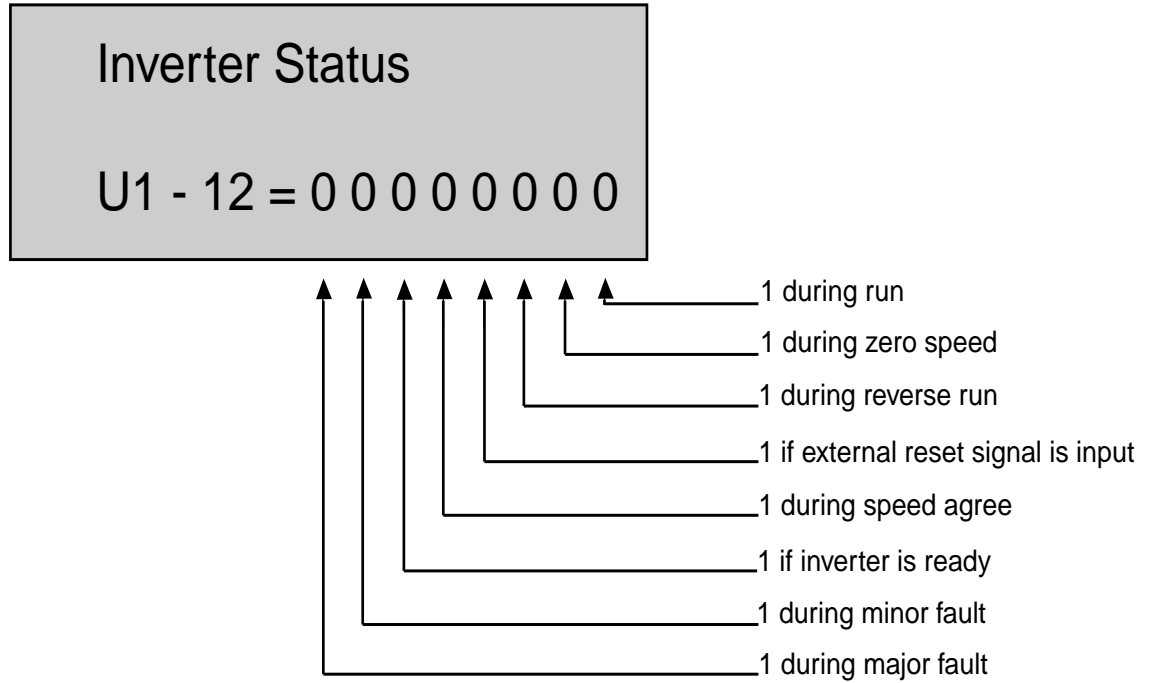 Inverter Status
U1 - 12 = 0 0 0 0 0 0 0 0
1 during run
1 during zero speed
1 during reverse run
1 if external reset signal is input
1 during speed agree
1 if inverter is ready
1 during minor fault
1 during major fault